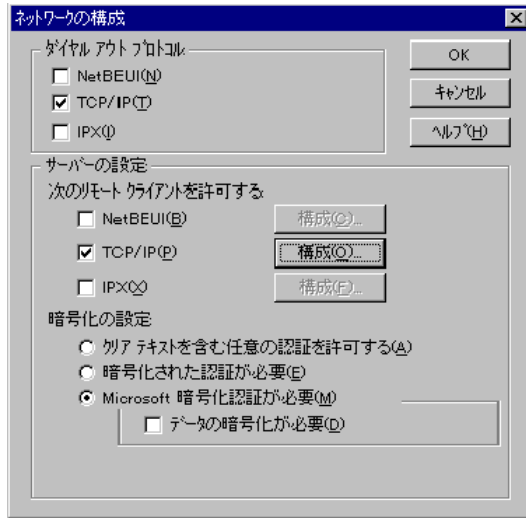 ネットワークの構成
ダイヤル アウト プロトコル
NetBEUI(N)
TCP/IP(T)
IPX(I)
OK
キャンセル
ヘルプ(H)
サーバーの設定
次のリモート クライアントを許可する:
NetBEUI(B)
構成(C)...
TCP/IP(P)
構成(O)...
IPX(X)
構成(F)...
暗号化の設定
クリア テキストを含む任意の認証を許可する(A)
暗号化された認証が必要(E)
Microsoft 暗号化認証が必要(M)
データの暗号化が必要(D)